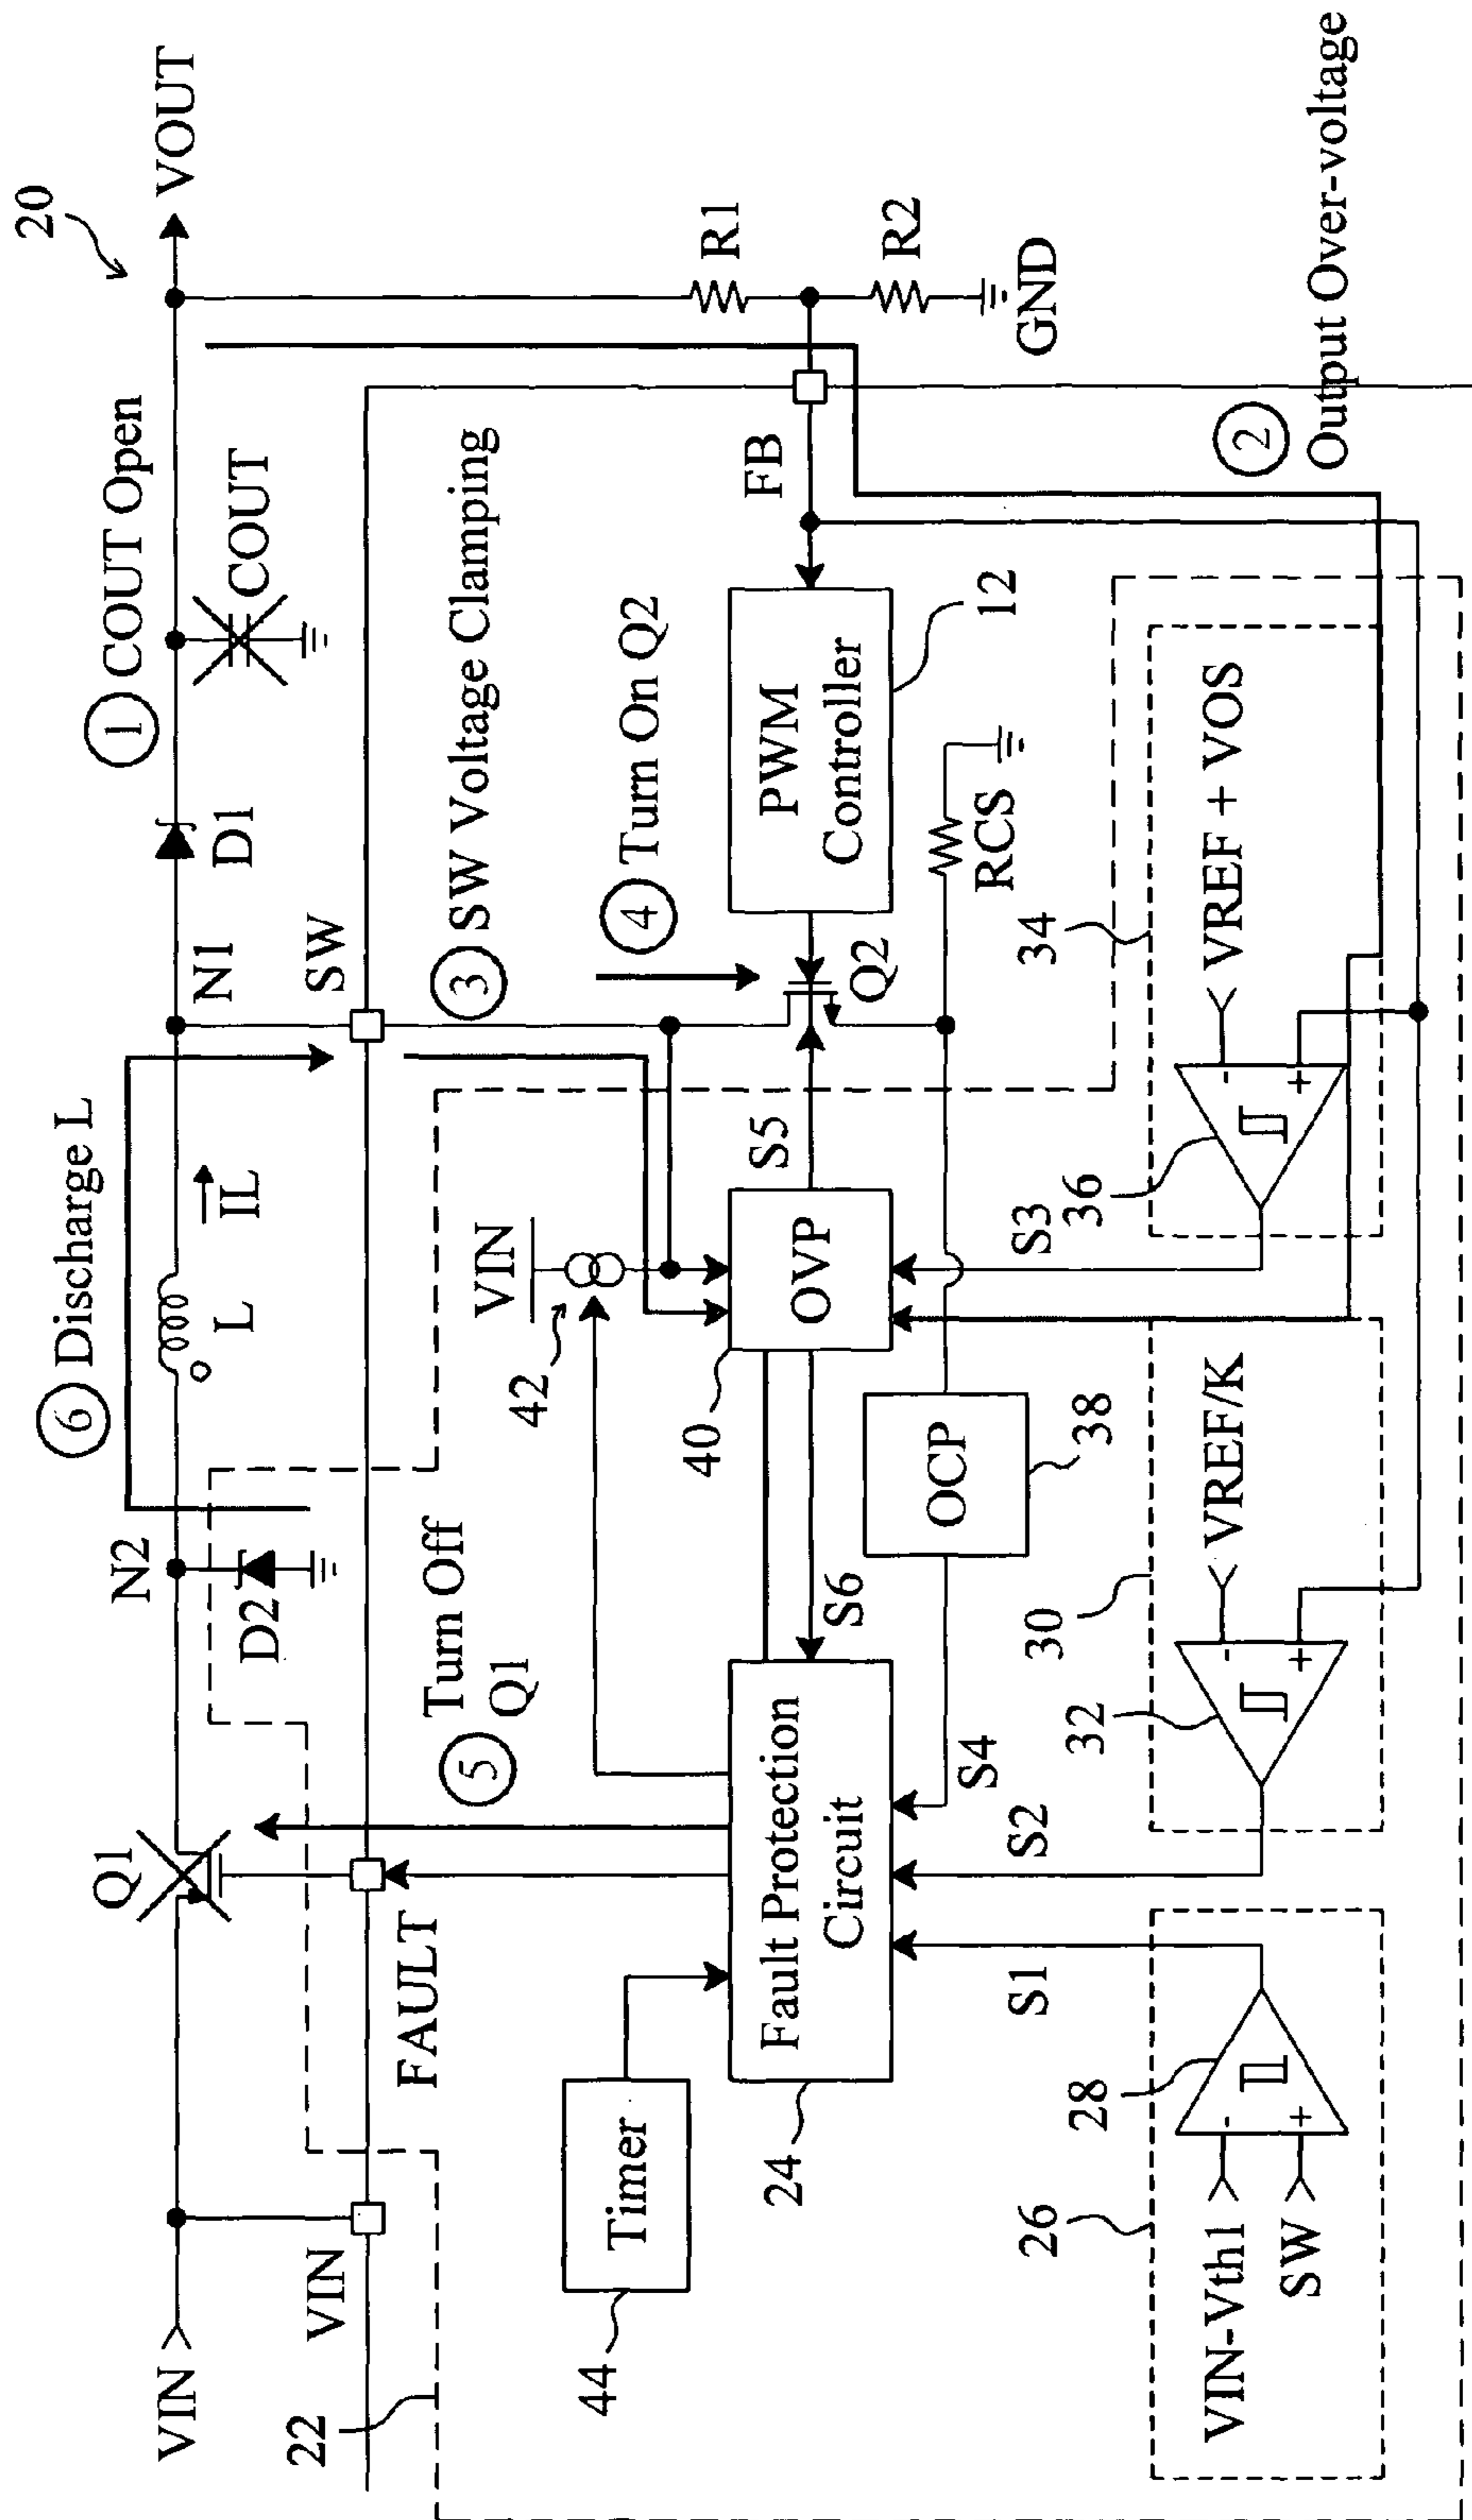 20
VOUT
① COUT Open
COUT
D1
N1
SW
⑥ Discharge L
IL
L
N2
D2
Q1
VIN
VIN
22
FAULT
⑤ Turn Off
Q1
③ SW Voltage Clamping
④ Turn On Q2
R1
R2
GND
FB
PWM
Controller
12
Q2
RCS
S5
VIN
42
OVP
40
S6
OCP
38
S4
Fault Protection
Circuit
24
Timer
44
② Output Over-voltage
34
VREF + VOS
-
+
S3
36
30
VREF/K
-
+
32
S2
S1
26
28
VIN-Vth1
SW
-
+